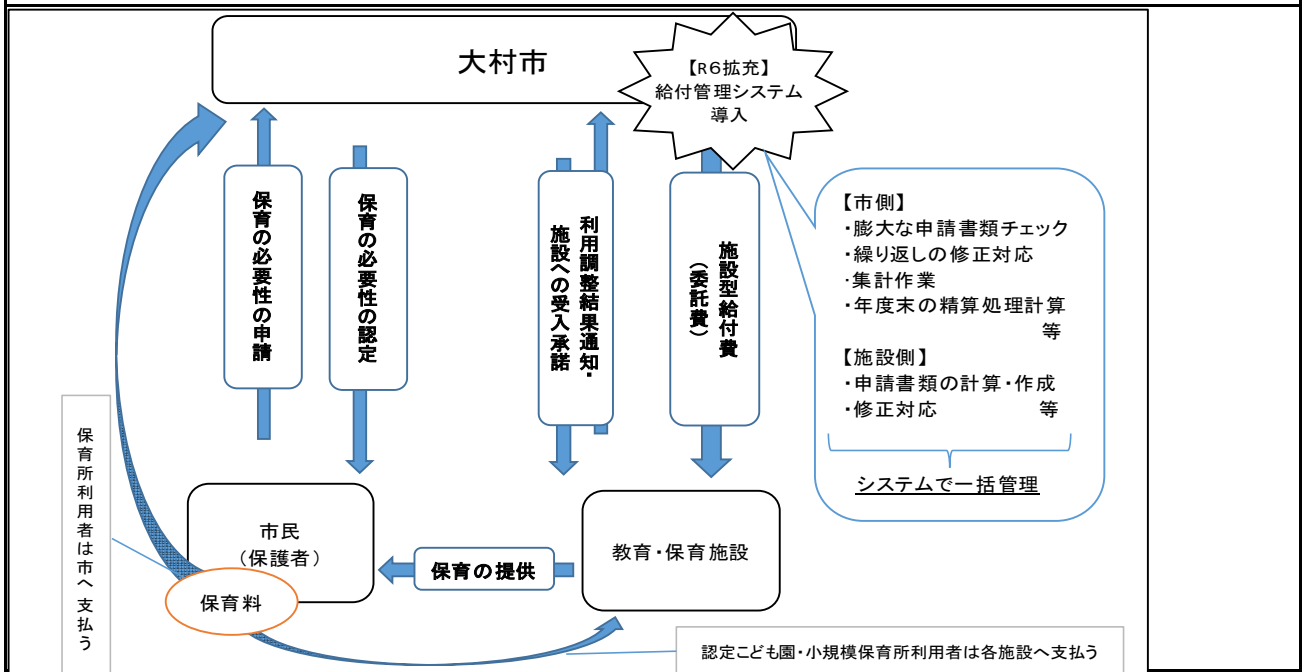 大村市
【R6拡充】
給付管理システム
導入
保育の必要性の申請
保育の必要性の認定
利用調整結果通知・
施設への受入承諾
施設型給付費
（委託費）
【市側】
・膨大な申請書類チェック
・繰り返しの修正対応
・集計作業
・年度末の精算処理計算
等
【施設側】
・申請書類の計算・作成
・修正対応　　　　　等
システムで一括管理
保育所利用者は市へ支払う
市民
（保護者）
保育の提供
教育・保育施設
保育料
認定こども園・小規模保育所利用者は各施設へ支払う